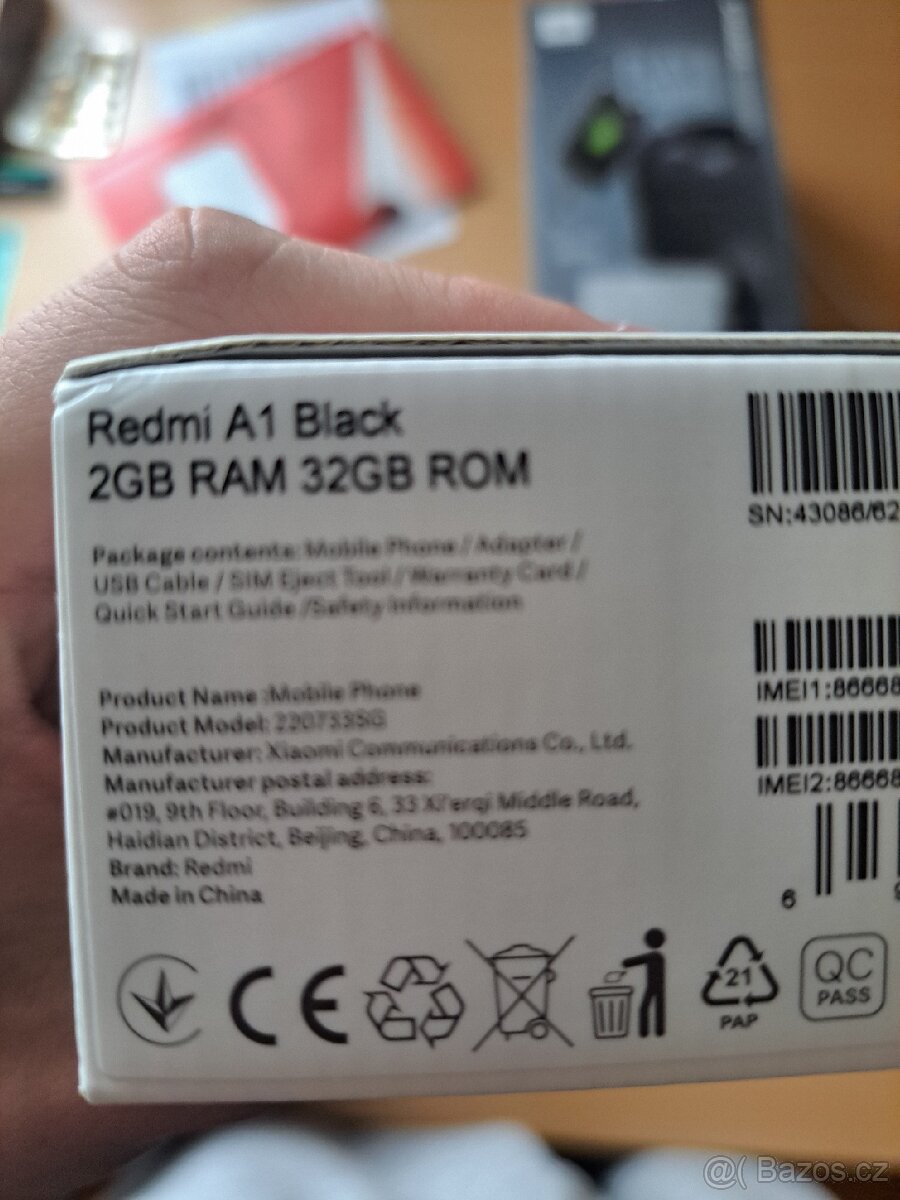 Redmi A1 Black
2GB RAM 32GB ROM
SN:43086/62
Package contents: Mobile Phone / Adapter /
USB Cable / SIM Eject Tool / Warranty Card /
Quick Start Guide /Safety Information
IMEI1:86668
IMEI2:86668
Product Name :Mobile Phone
Product Model: 220733SG
Manufacturer: Xiaomi Communications Co., Ltd.
Manufacturer postal address:
#019, 9th Floor, Building 6, 33 Xi'erqi Middle Road,
Haidian District, Beijing, China, 100085
Brand: Redmi
Made in China
6
CE
21
PAP
QC
PASS
@( Bazos.cz